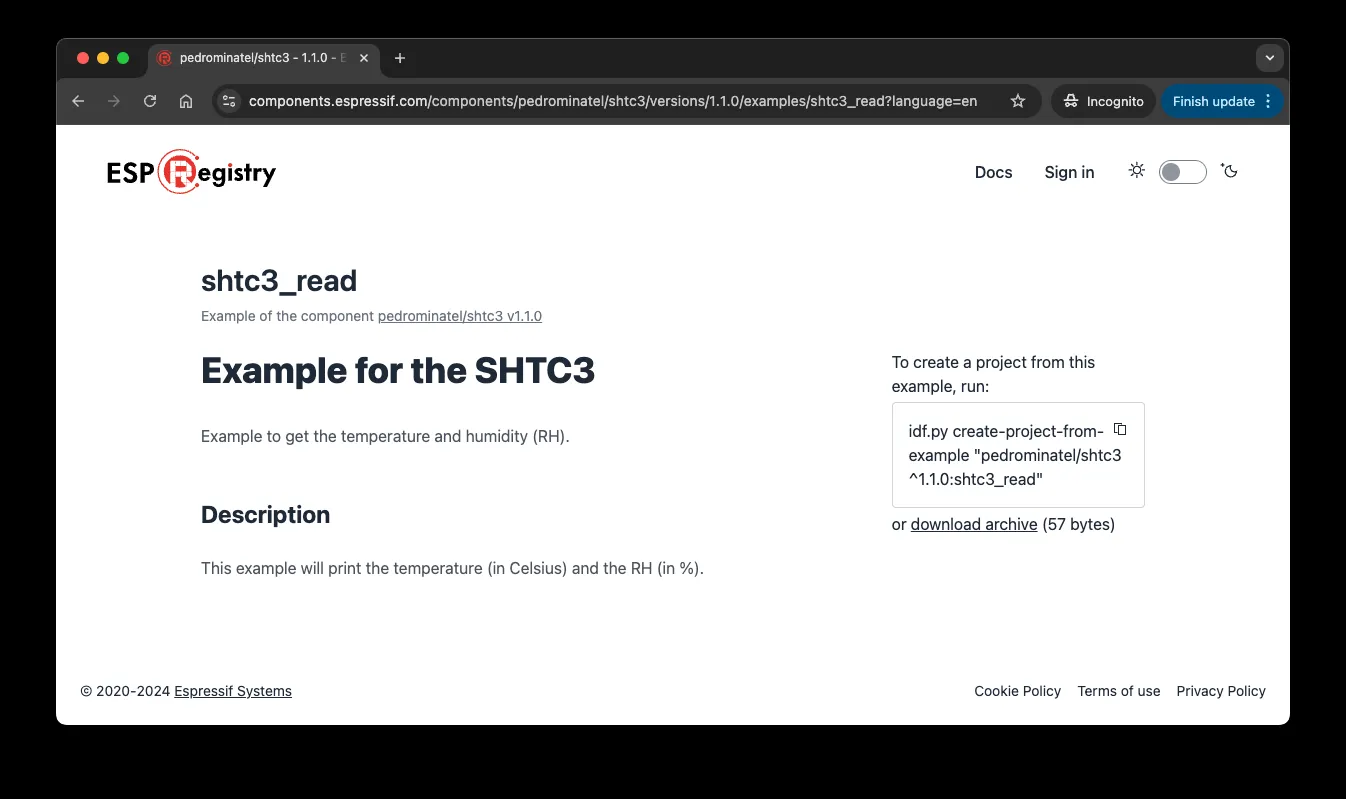 pedrominatel/shtc3 - 1.1.0 - E
components.espressif.com/components/pedrominatel/shtc3/versions/1.1.0/examples/shtc3_read?language=en
Incognito
Finish update
ESP Registry
Docs
Sign in
shtc3_read
Example of the component pedrominatel/shtc3 v1.1.0
Example for the SHTC3
Example to get the temperature and humidity (RH).
Description
This example will print the temperature (in Celsius) and the RH (in %).
To create a project from this
example, run:
idf.py create-project-from-
example "pedrominatel/shtc3
^1.1.0:shtc3_read"
or download archive (57 bytes)
© 2020-2024 Espressif Systems
Cookie Policy
Terms of use
Privacy Policy